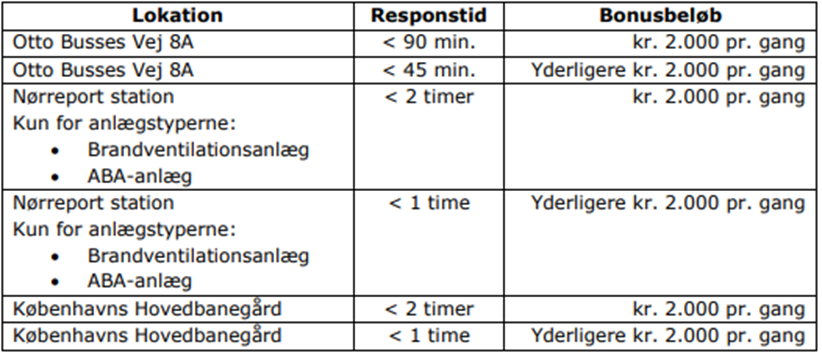 Lokation Responstid Bonusbeløb
Otto Busses Vej 8A < 90 min. kr. 2.000 pr. gang
Otto Busses Vej 8A < 45 min. Yderligere kr. 2.000 pr. gang
Nørreport station < 2 timer kr. 2.000 pr. gang
Kun for anlægstyperne:
• Brandventilationsanlæg
• ABA-anlæg
Nørreport station < 1 time Yderligere kr. 2.000 pr. gang
Kun for anlægstyperne:
• Brandventilationsanlæg
• ABA-anlæg
Københavns Hovedbanegård < 2 timer kr. 2.000 pr. gang
Københavns Hovedbanegård < 1 time Yderligere kr. 2.000 pr. gang